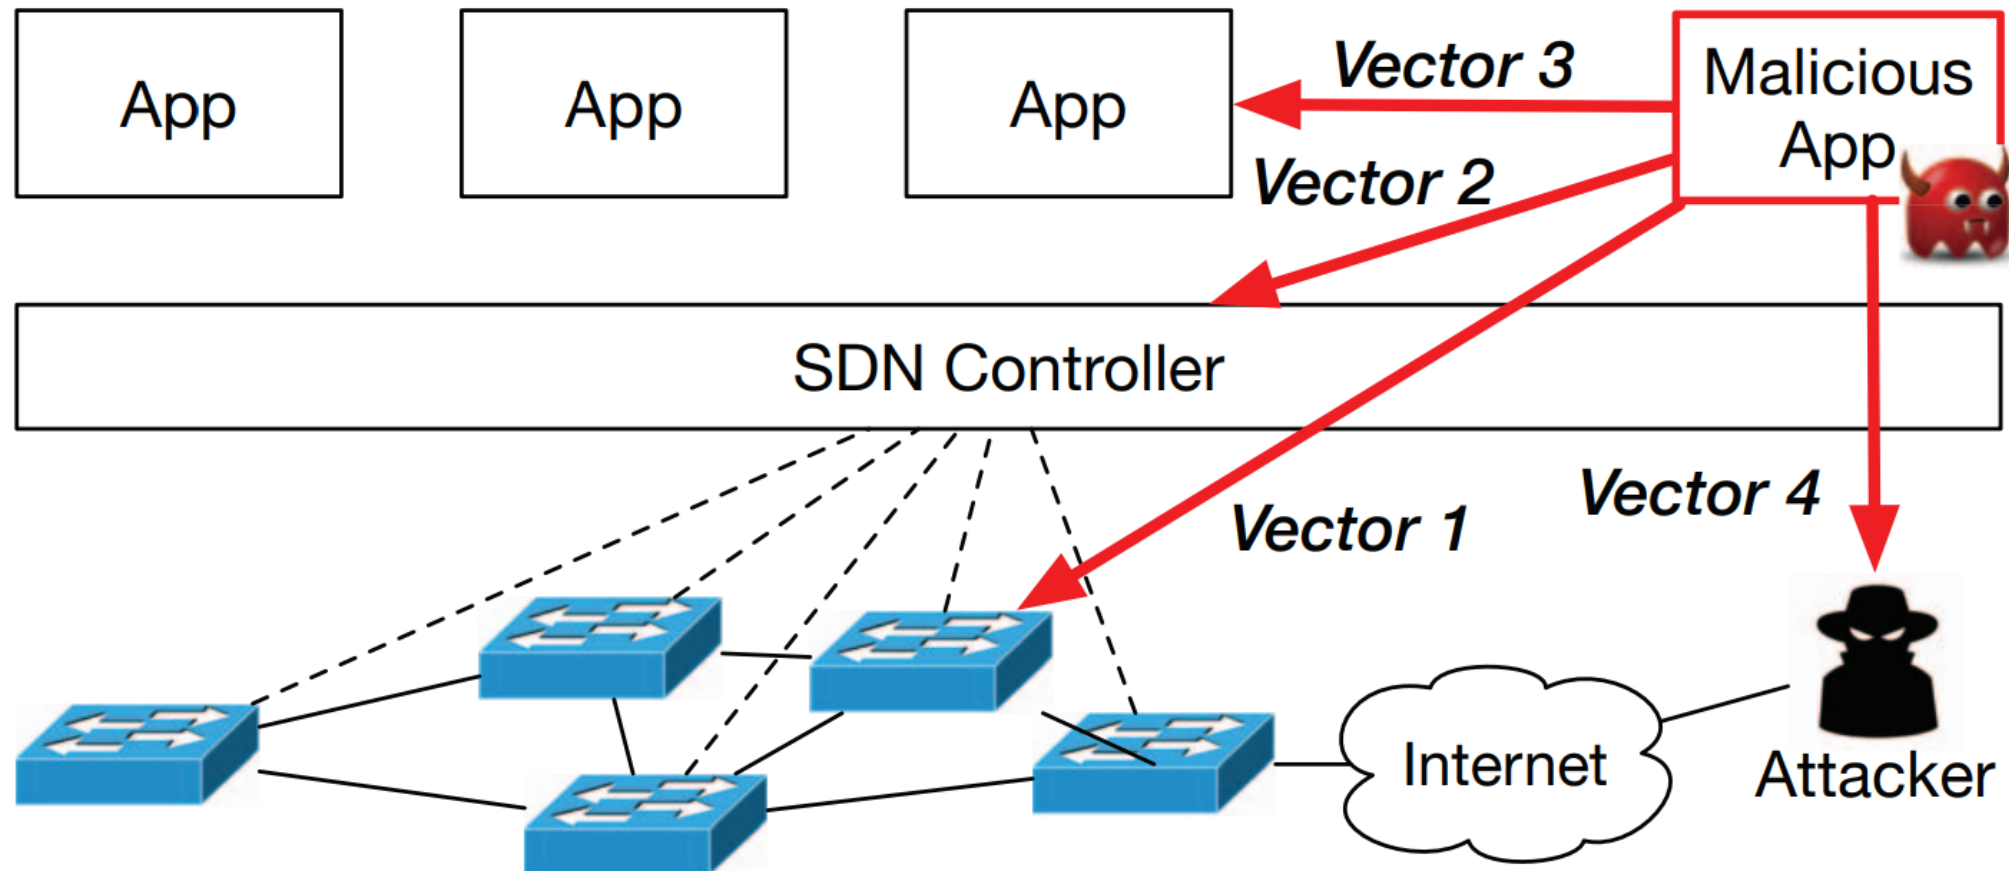 App
App
App
Vector 3
Malicious
App
Vector 2
SDN Controller
Vector 4
Vector 1
Internet
Attacker